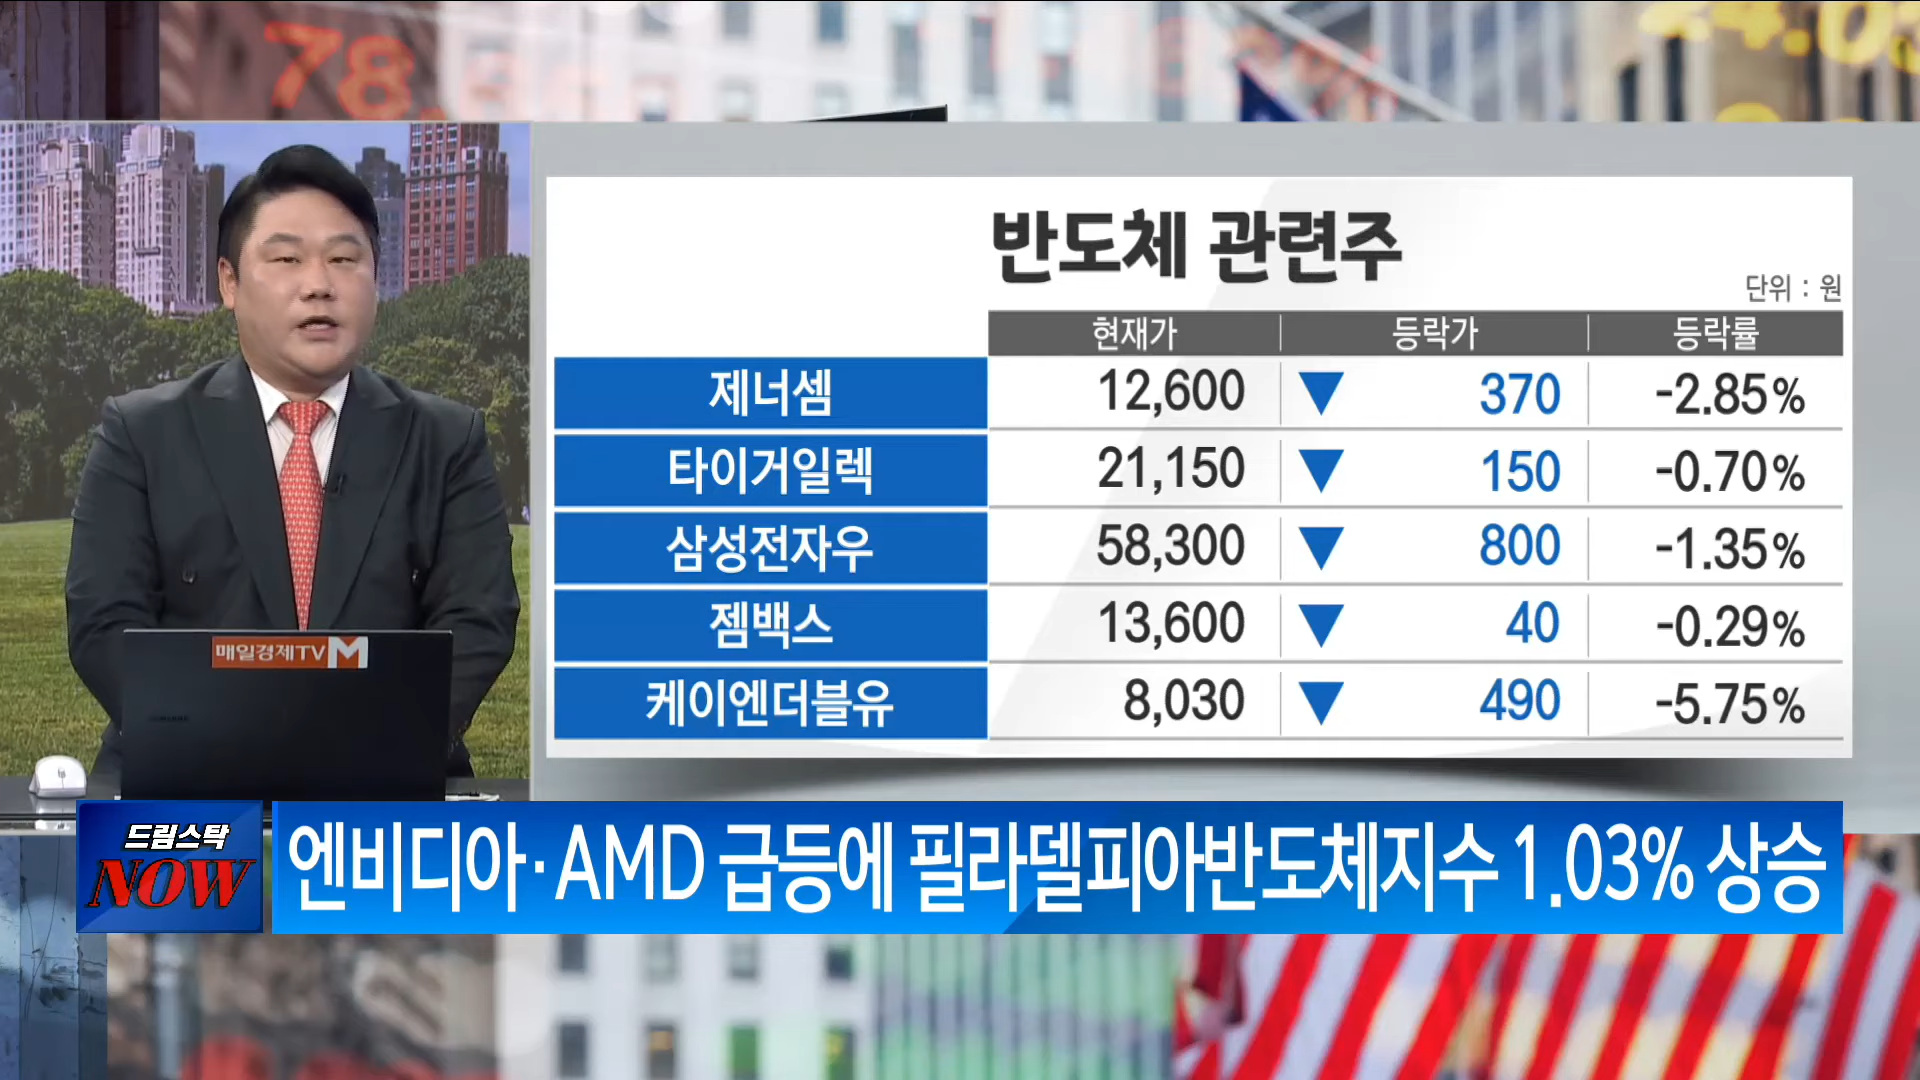 반도체 관련주
단위 : 원
현재가 등락가 등락률
제너셈 12,600 ▼ 370 -2.85%
타이거일렉 21,150 ▼ 150 -0.70%
삼성전자우 58,300 ▼ 800 -1.35%
젬백스 13,600 ▼ 40 -0.29%
케이엔더블유 8,030 ▼ 490 -5.75%
매일경제TV M
드림스탁
NOW
엔비디아·AMD 급등에 필라델피아반도체지수 1.03% 상승